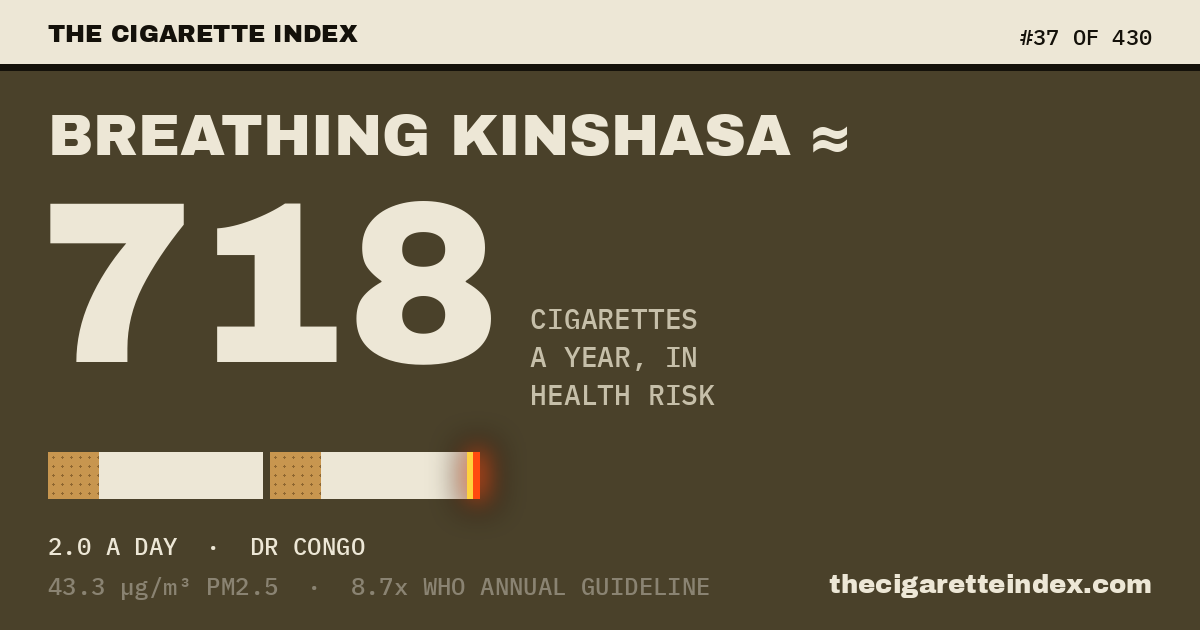 THE CIGARETTE INDEX
#37 OF 430
BREATHING KINSHASA ≈
718
CIGARETTES
A YEAR, IN
HEALTH RISK
2.0 A DAY · DR CONGO
43.3 µg/m³ PM2.5 · 8.7x WHO ANNUAL GUIDELINE
thecigaretteindex.com